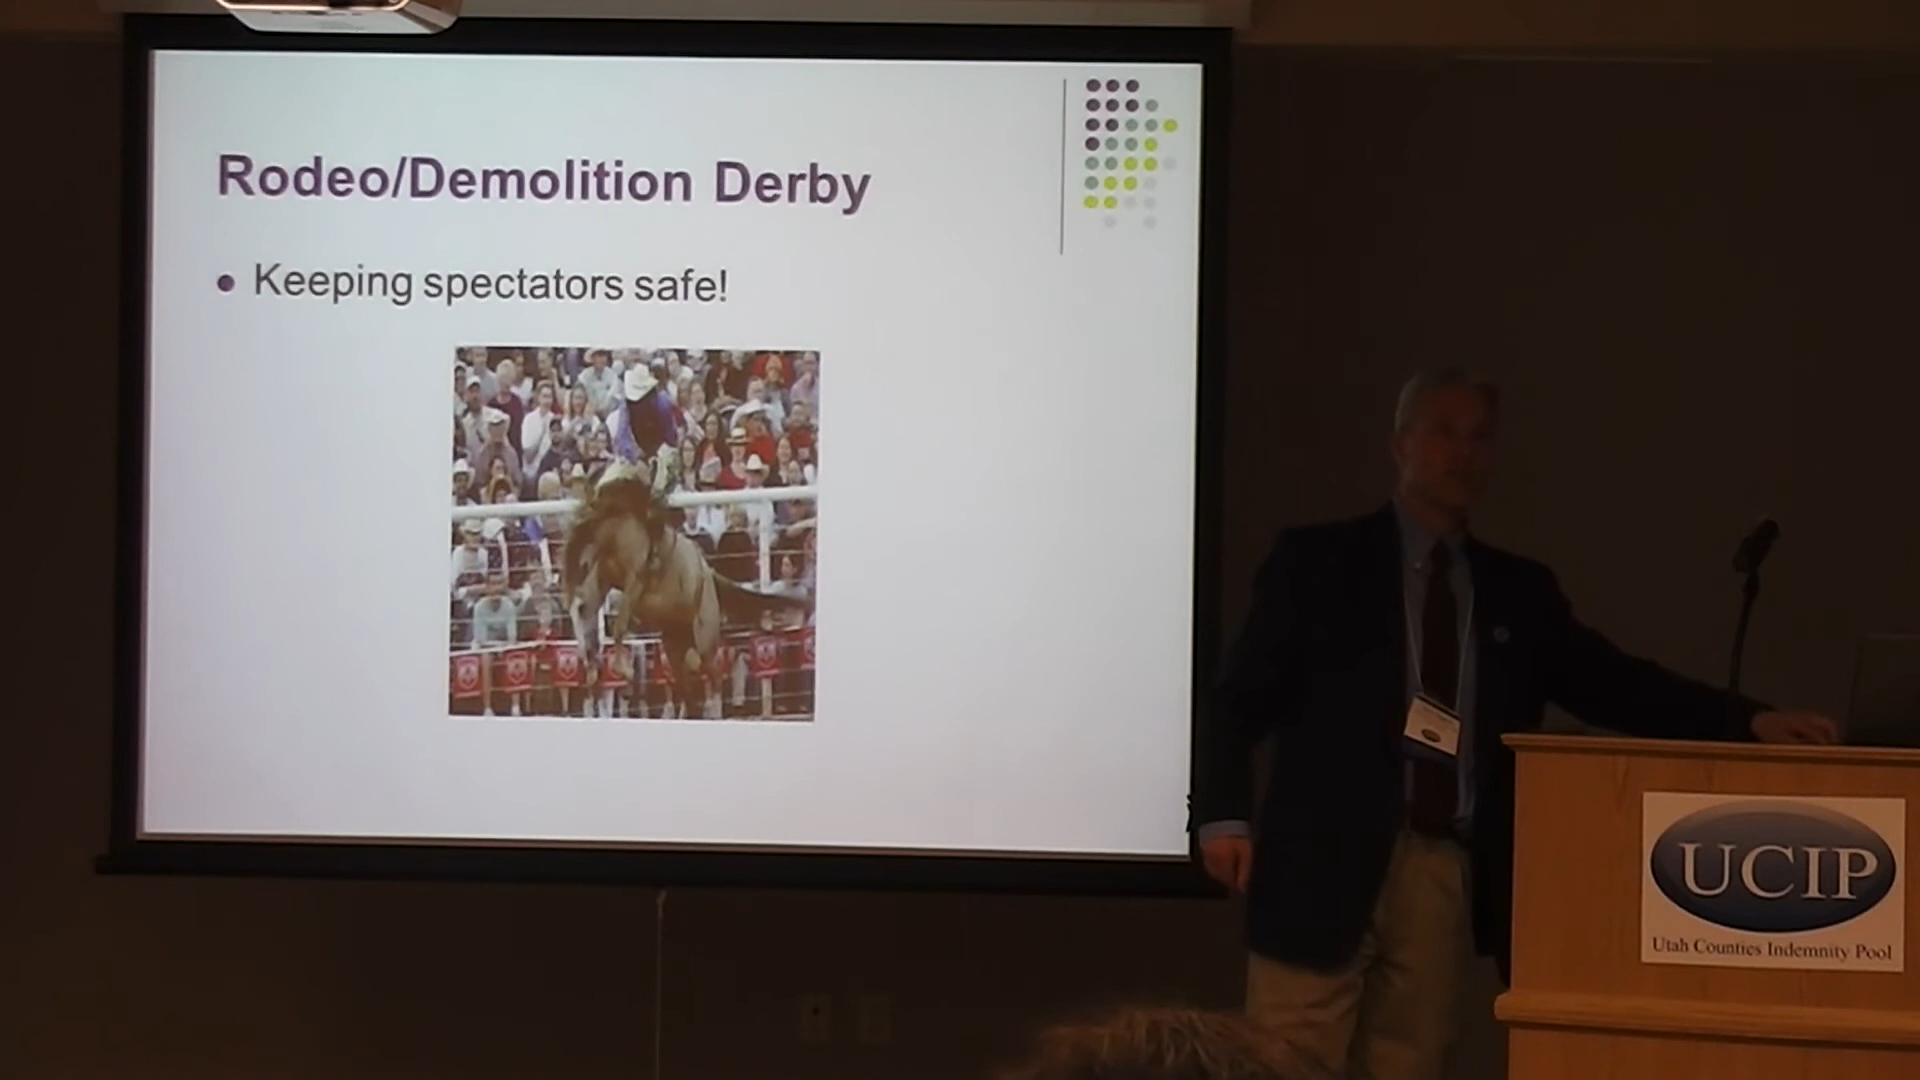 Rodeo/Demolition Derby
Keeping spectators safe!
UCIP
Utah Counties Indemnity Pool